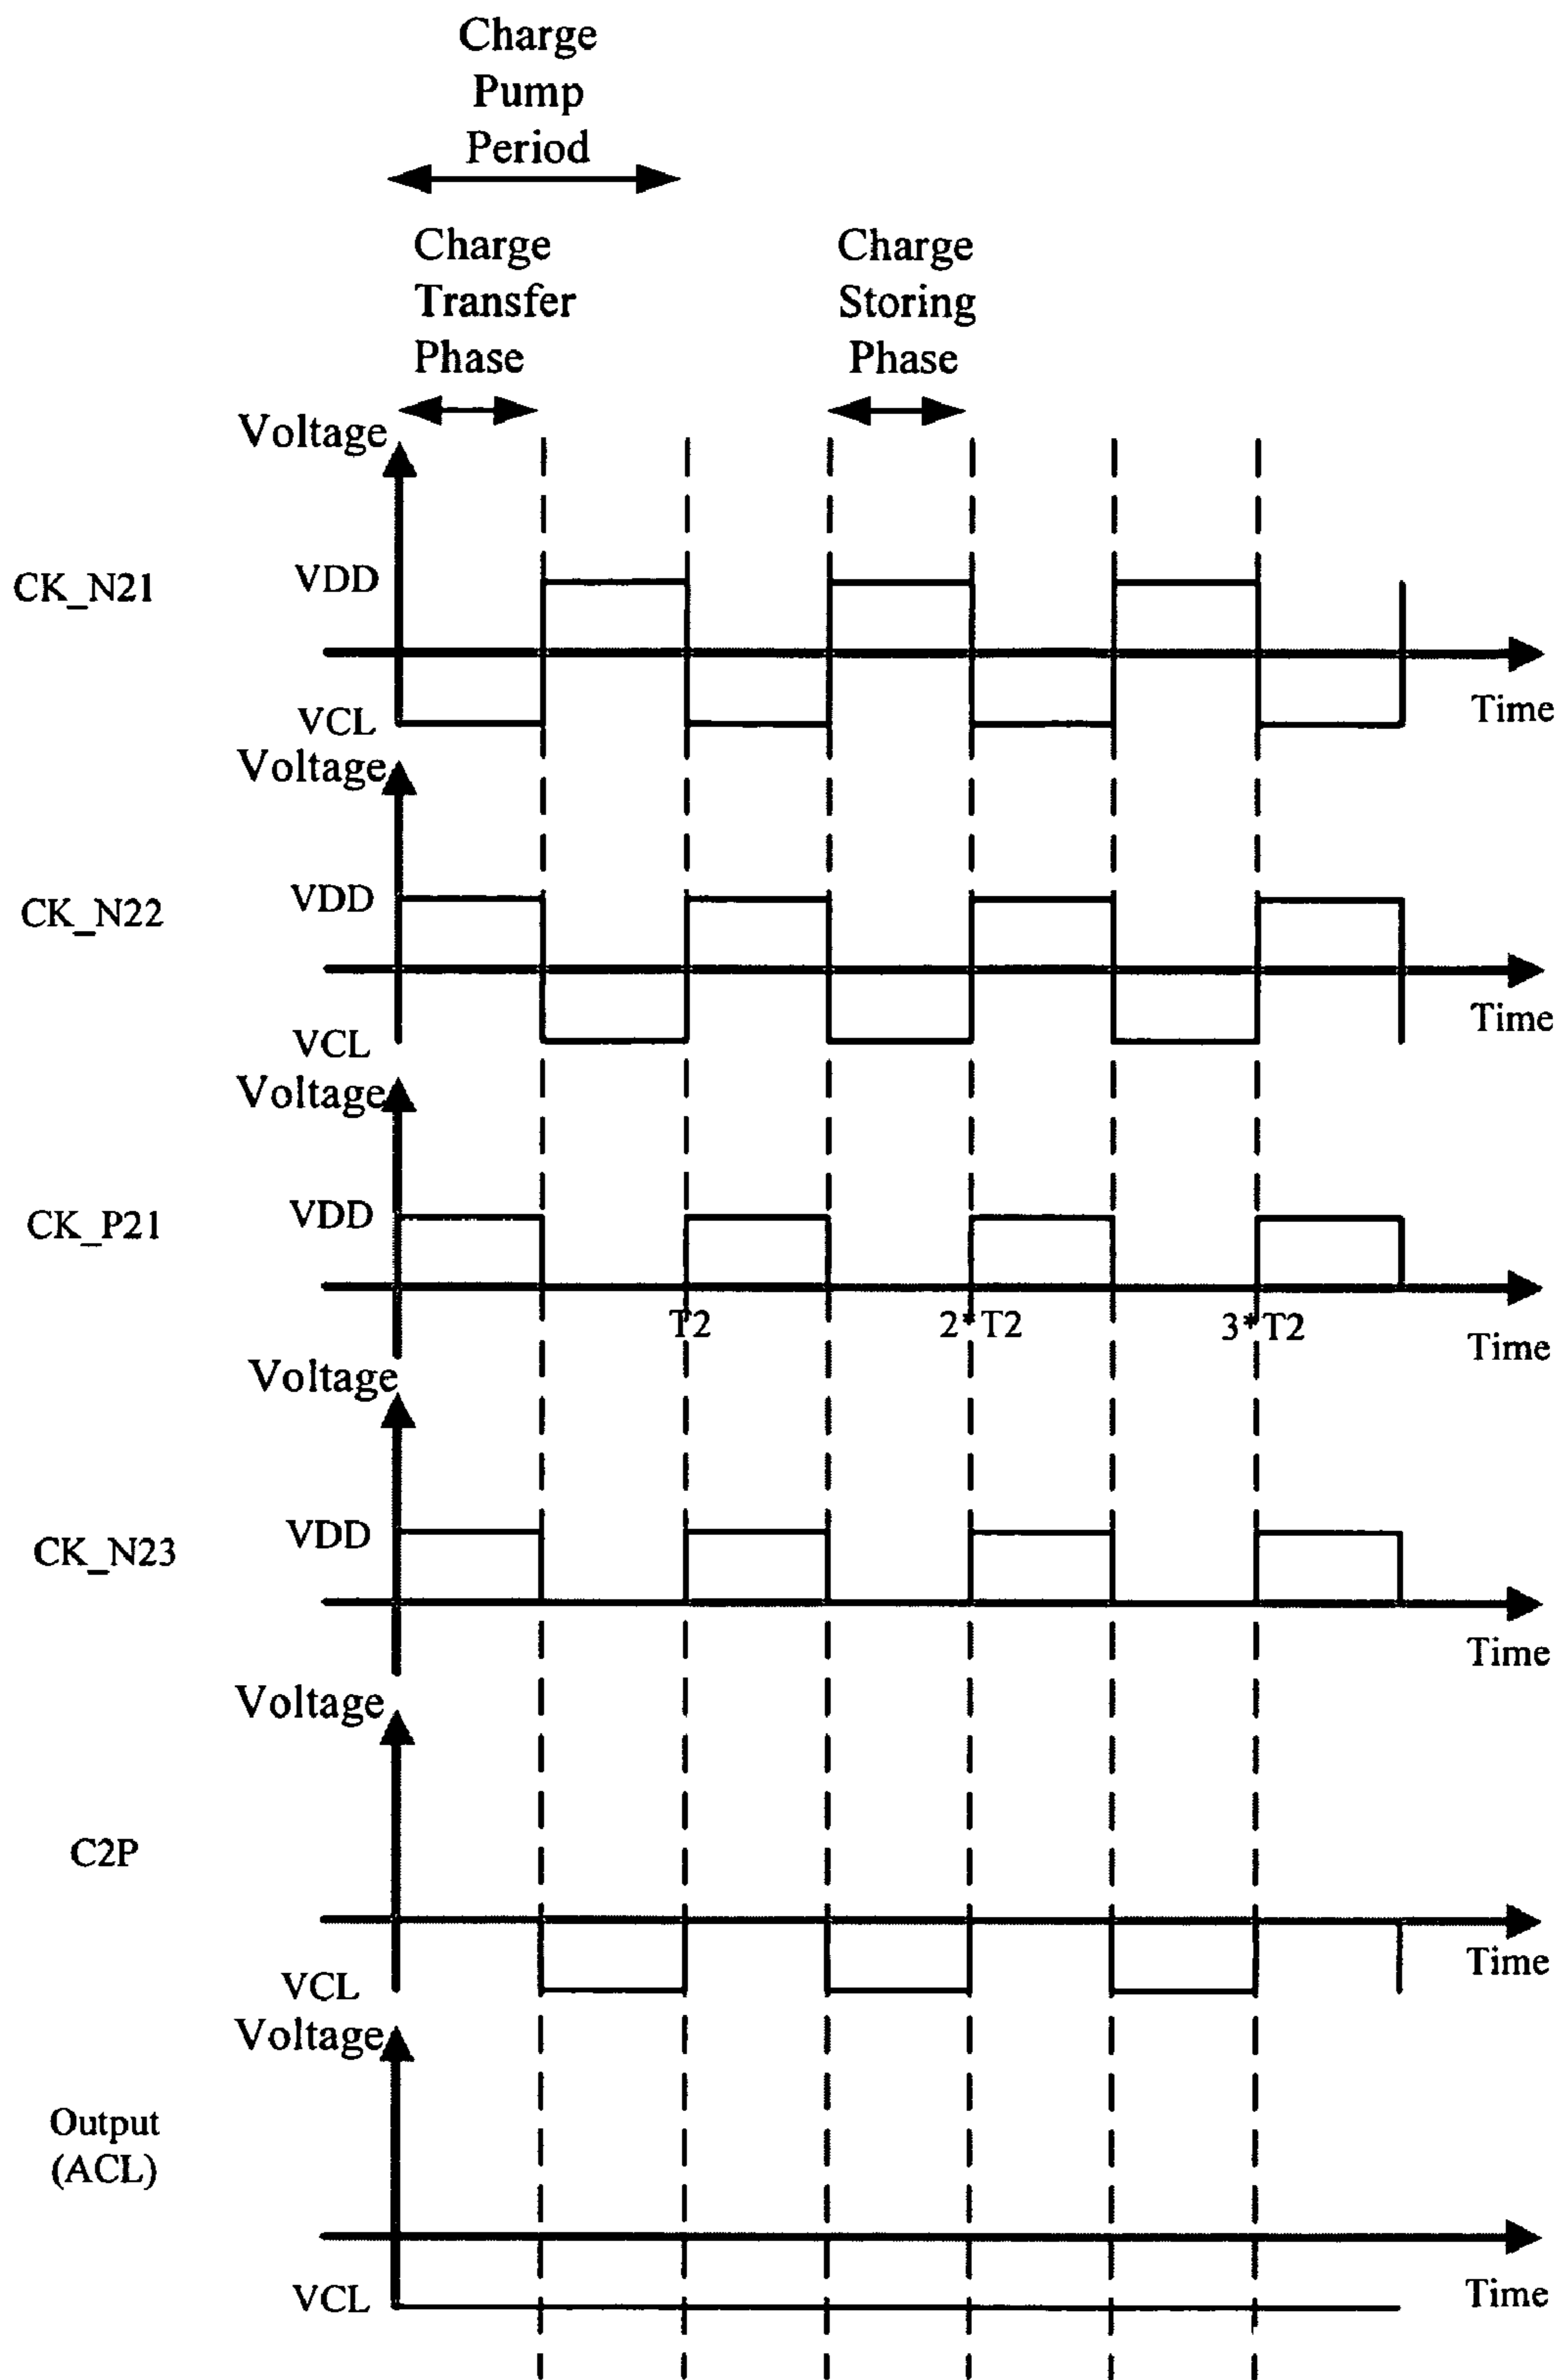 Charge
Pump
Period
Charge
Transfer
Phase
Charge
Storing
Phase
Voltage
CK_N21
VDD
VCL
Time
Voltage
CK_N22
VDD
VCL
Time
Voltage
CK_P21
VDD
T2
2*T2
3*T2
Time
Voltage
CK_N23
VDD
Time
Voltage
C2P
VCL
Time
Voltage
Output
(ACL)
VCL
Time